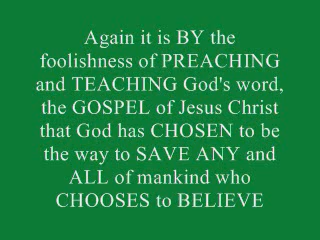 Again it is BY the
foolishness of PREACHING
and TEACHING God's word,
the GOSPEL of Jesus Christ
that God has CHOSEN to be
the way to SAVE ANY and
ALL of mankind who
CHOOSES to BELIEVE